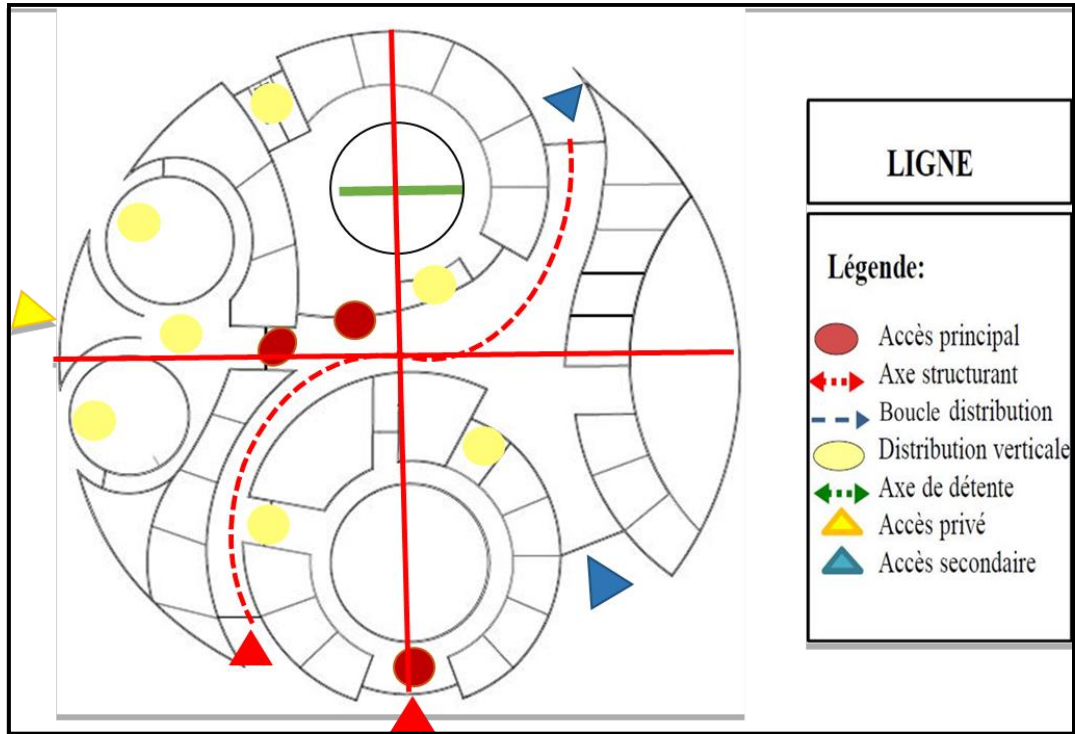 LIGNE
Légende:
Accès principal
Axe structurant
Boucle distribution
Distribution verticale
Axe de détente
Accès privé
Accès secondaire